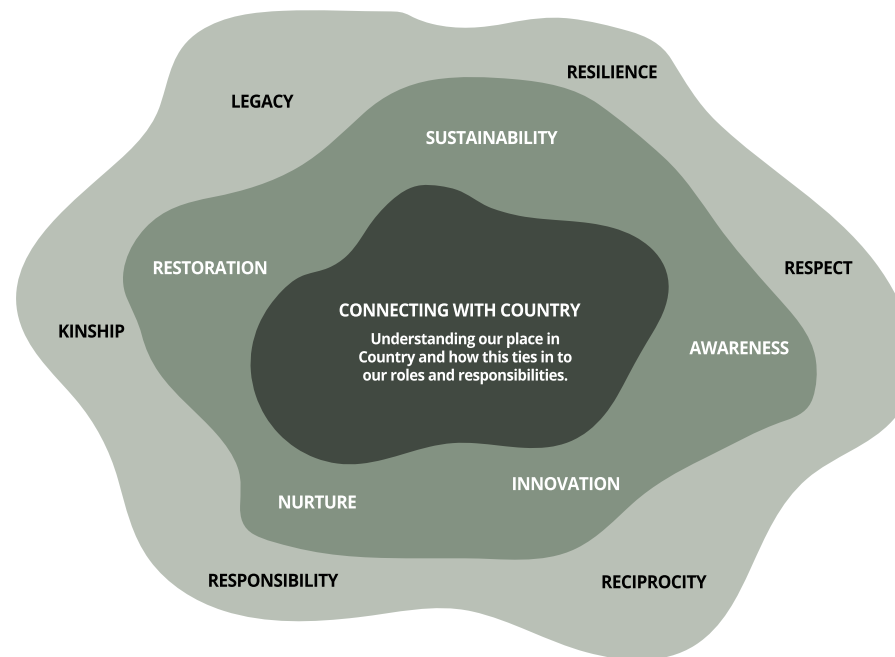 RESILIENCE
LEGACY
SUSTAINABILITY
RESTORATION
RESPECT
CONNECTING WITH COUNTRY
KINSHIP
Understanding our place in
Country and how this ties in to
our roles and responsibilities.
AWARENESS
INNOVATION
NURTURE
RESPONSIBILITY
RECIPROCITY